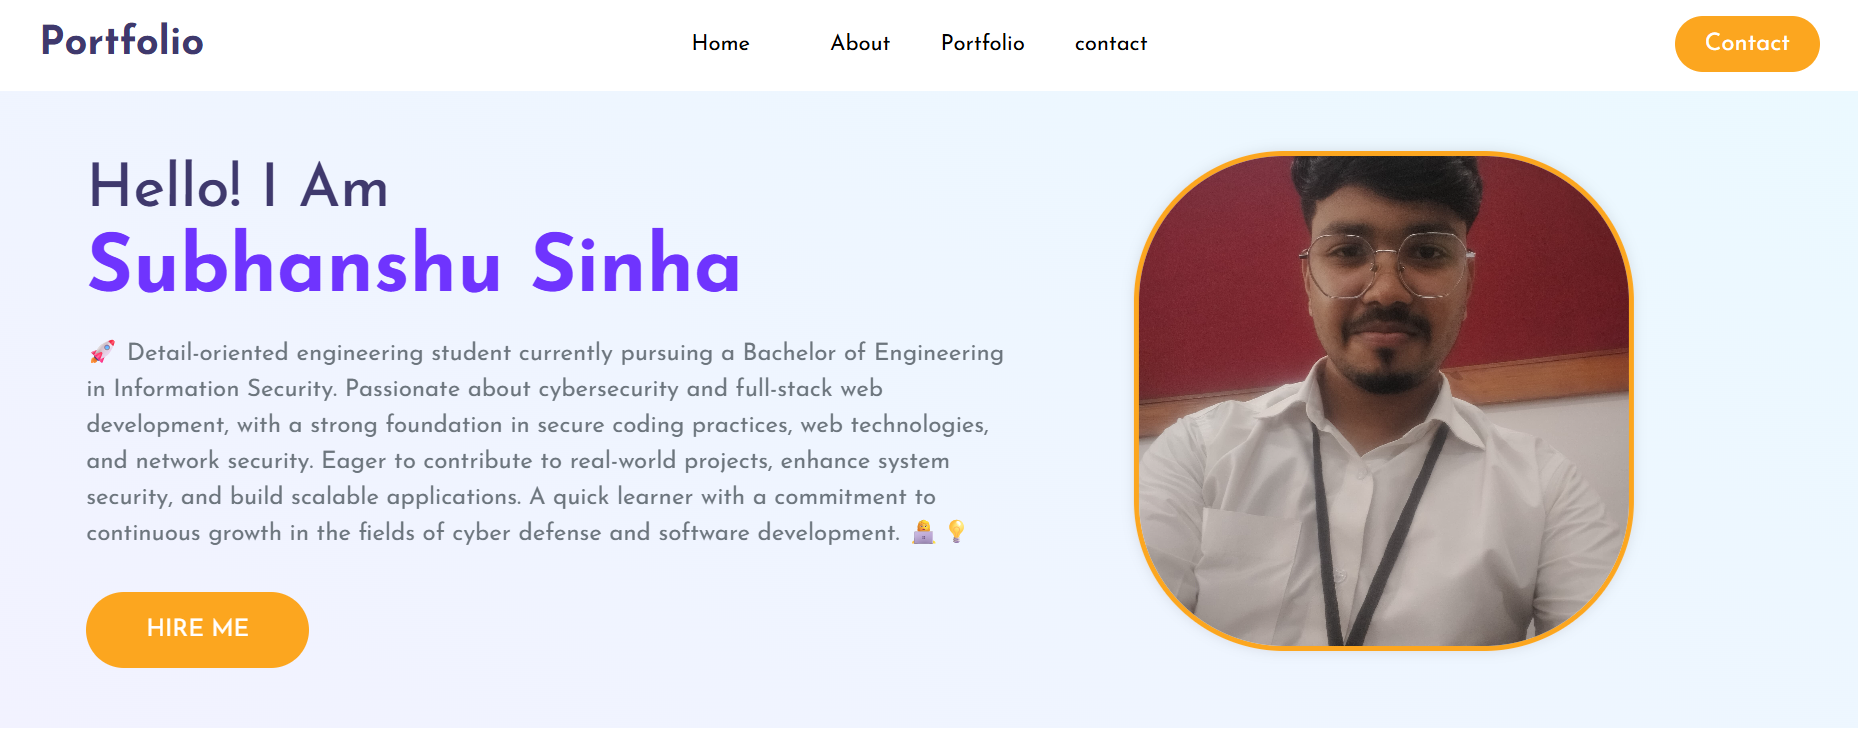 Portfolio
Home About Portfolio contact
Contact
Hello! I Am
Subhanshu Sinha
🚀 Detail-oriented engineering student currently pursuing a Bachelor of Engineering
in Information Security. Passionate about cybersecurity and full-stack web
development, with a strong foundation in secure coding practices, web technologies,
and network security. Eager to contribute to real-world projects, enhance system
security, and build scalable applications. A quick learner with a commitment to
continuous growth in the fields of cyber defense and software development. 👩‍💻 💡
HIRE ME